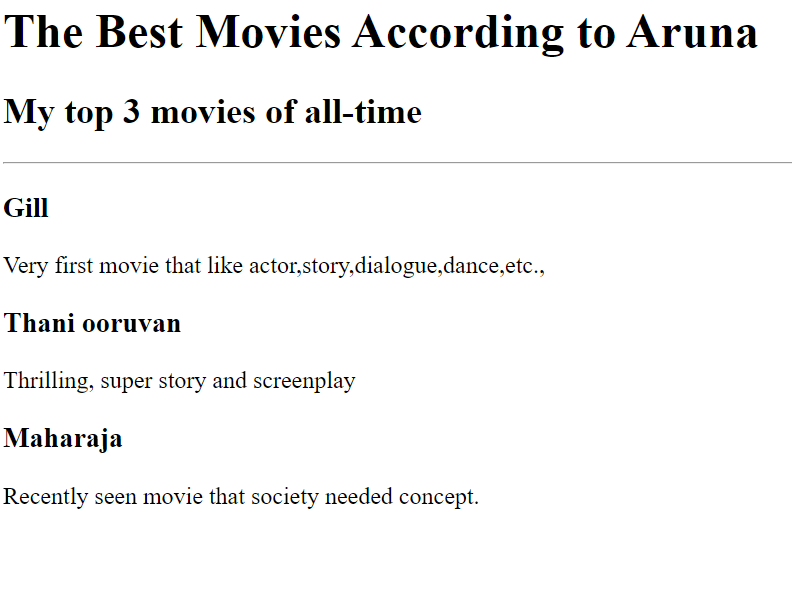 The Best Movies According to Aruna
My top 3 movies of all-time
Gill
Very first movie that like actor,story,dialogue,dance,etc.,
Thani ooruvan
Thrilling, super story and screenplay
Maharaja
Recently seen movie that society needed concept.